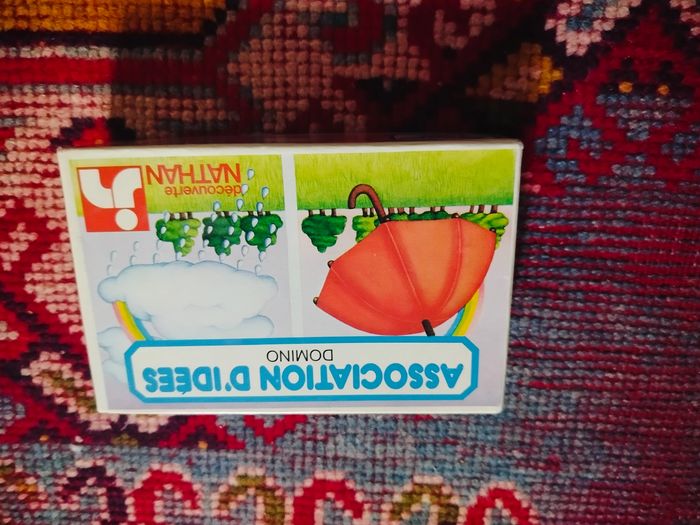 ASSOCIATION D'IDÉES
DOMINO
découverte
NATHAN